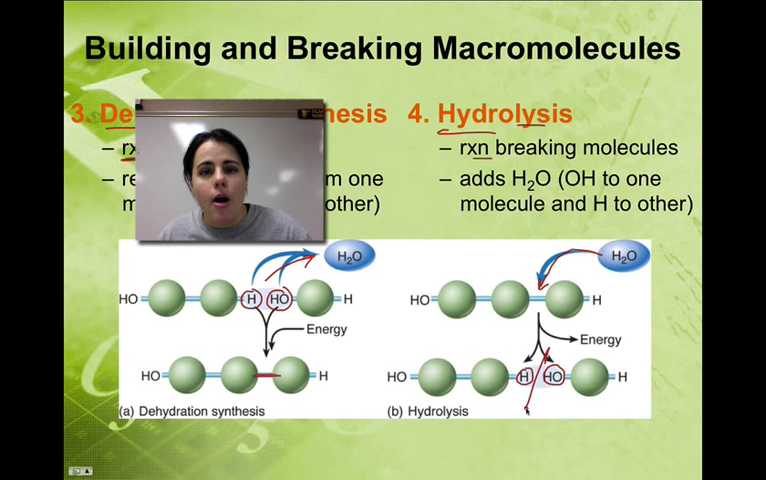 Building and Breaking Macromolecules
3. De nesis
– rx
– re m one
m other)
4. Hydrolysis
– rxn breaking molecules
– adds H₂O (OH to one
molecule and H to other)
H₂O
HO H HO H
Energy
HO H
(a) Dehydration synthesis
H₂O
HO H
Energy
HO H HO H
(b) Hydrolysis